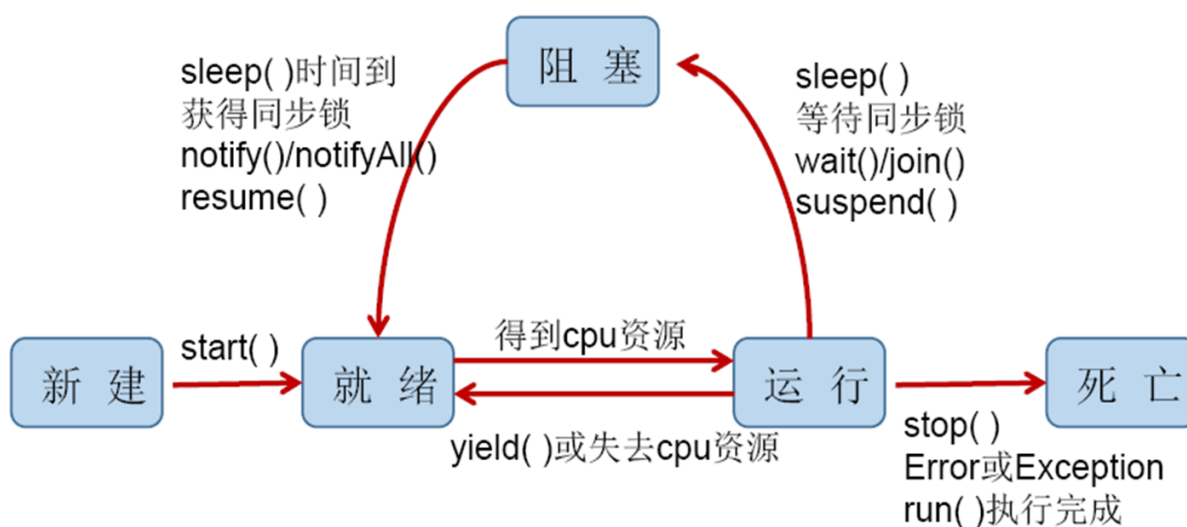 阻 塞
sleep( )时间到
获得同步锁
notify()/notifyAll()
resume( )
sleep( )
等待同步锁
wait()/join()
suspend( )
新 建
start( )
就 绪
得到cpu资源
yield( )或失去cpu资源
运 行
死 亡
stop( )
Error或Exception
run( )执行完成